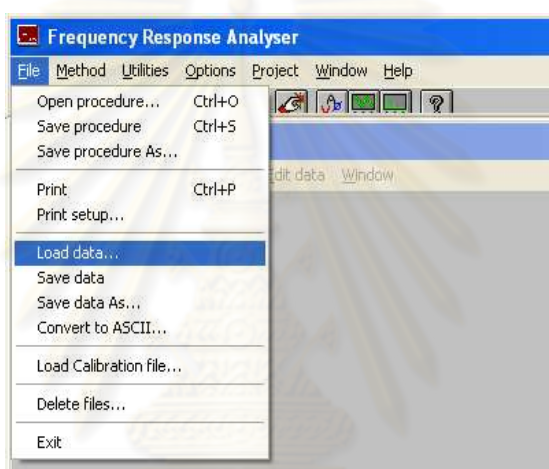 Frequency Response Analyser
File Method Utilities Options Project Window Help
Open procedure... Ctrl+O
Save procedure Ctrl+S
Save procedure As...
Edit data Window
Print Ctrl+P
Print setup...
Load data...
Save data
Save data As...
Convert to ASCII...
Load Calibration file...
Delete files...
Exit